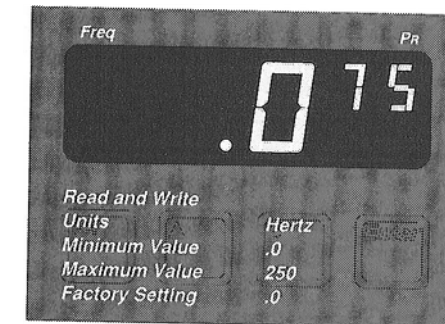 Freq PR
.0 75
Read and Write
Units Hertz
Minimum Value .0
Maximum Value 250
Factory Setting .0